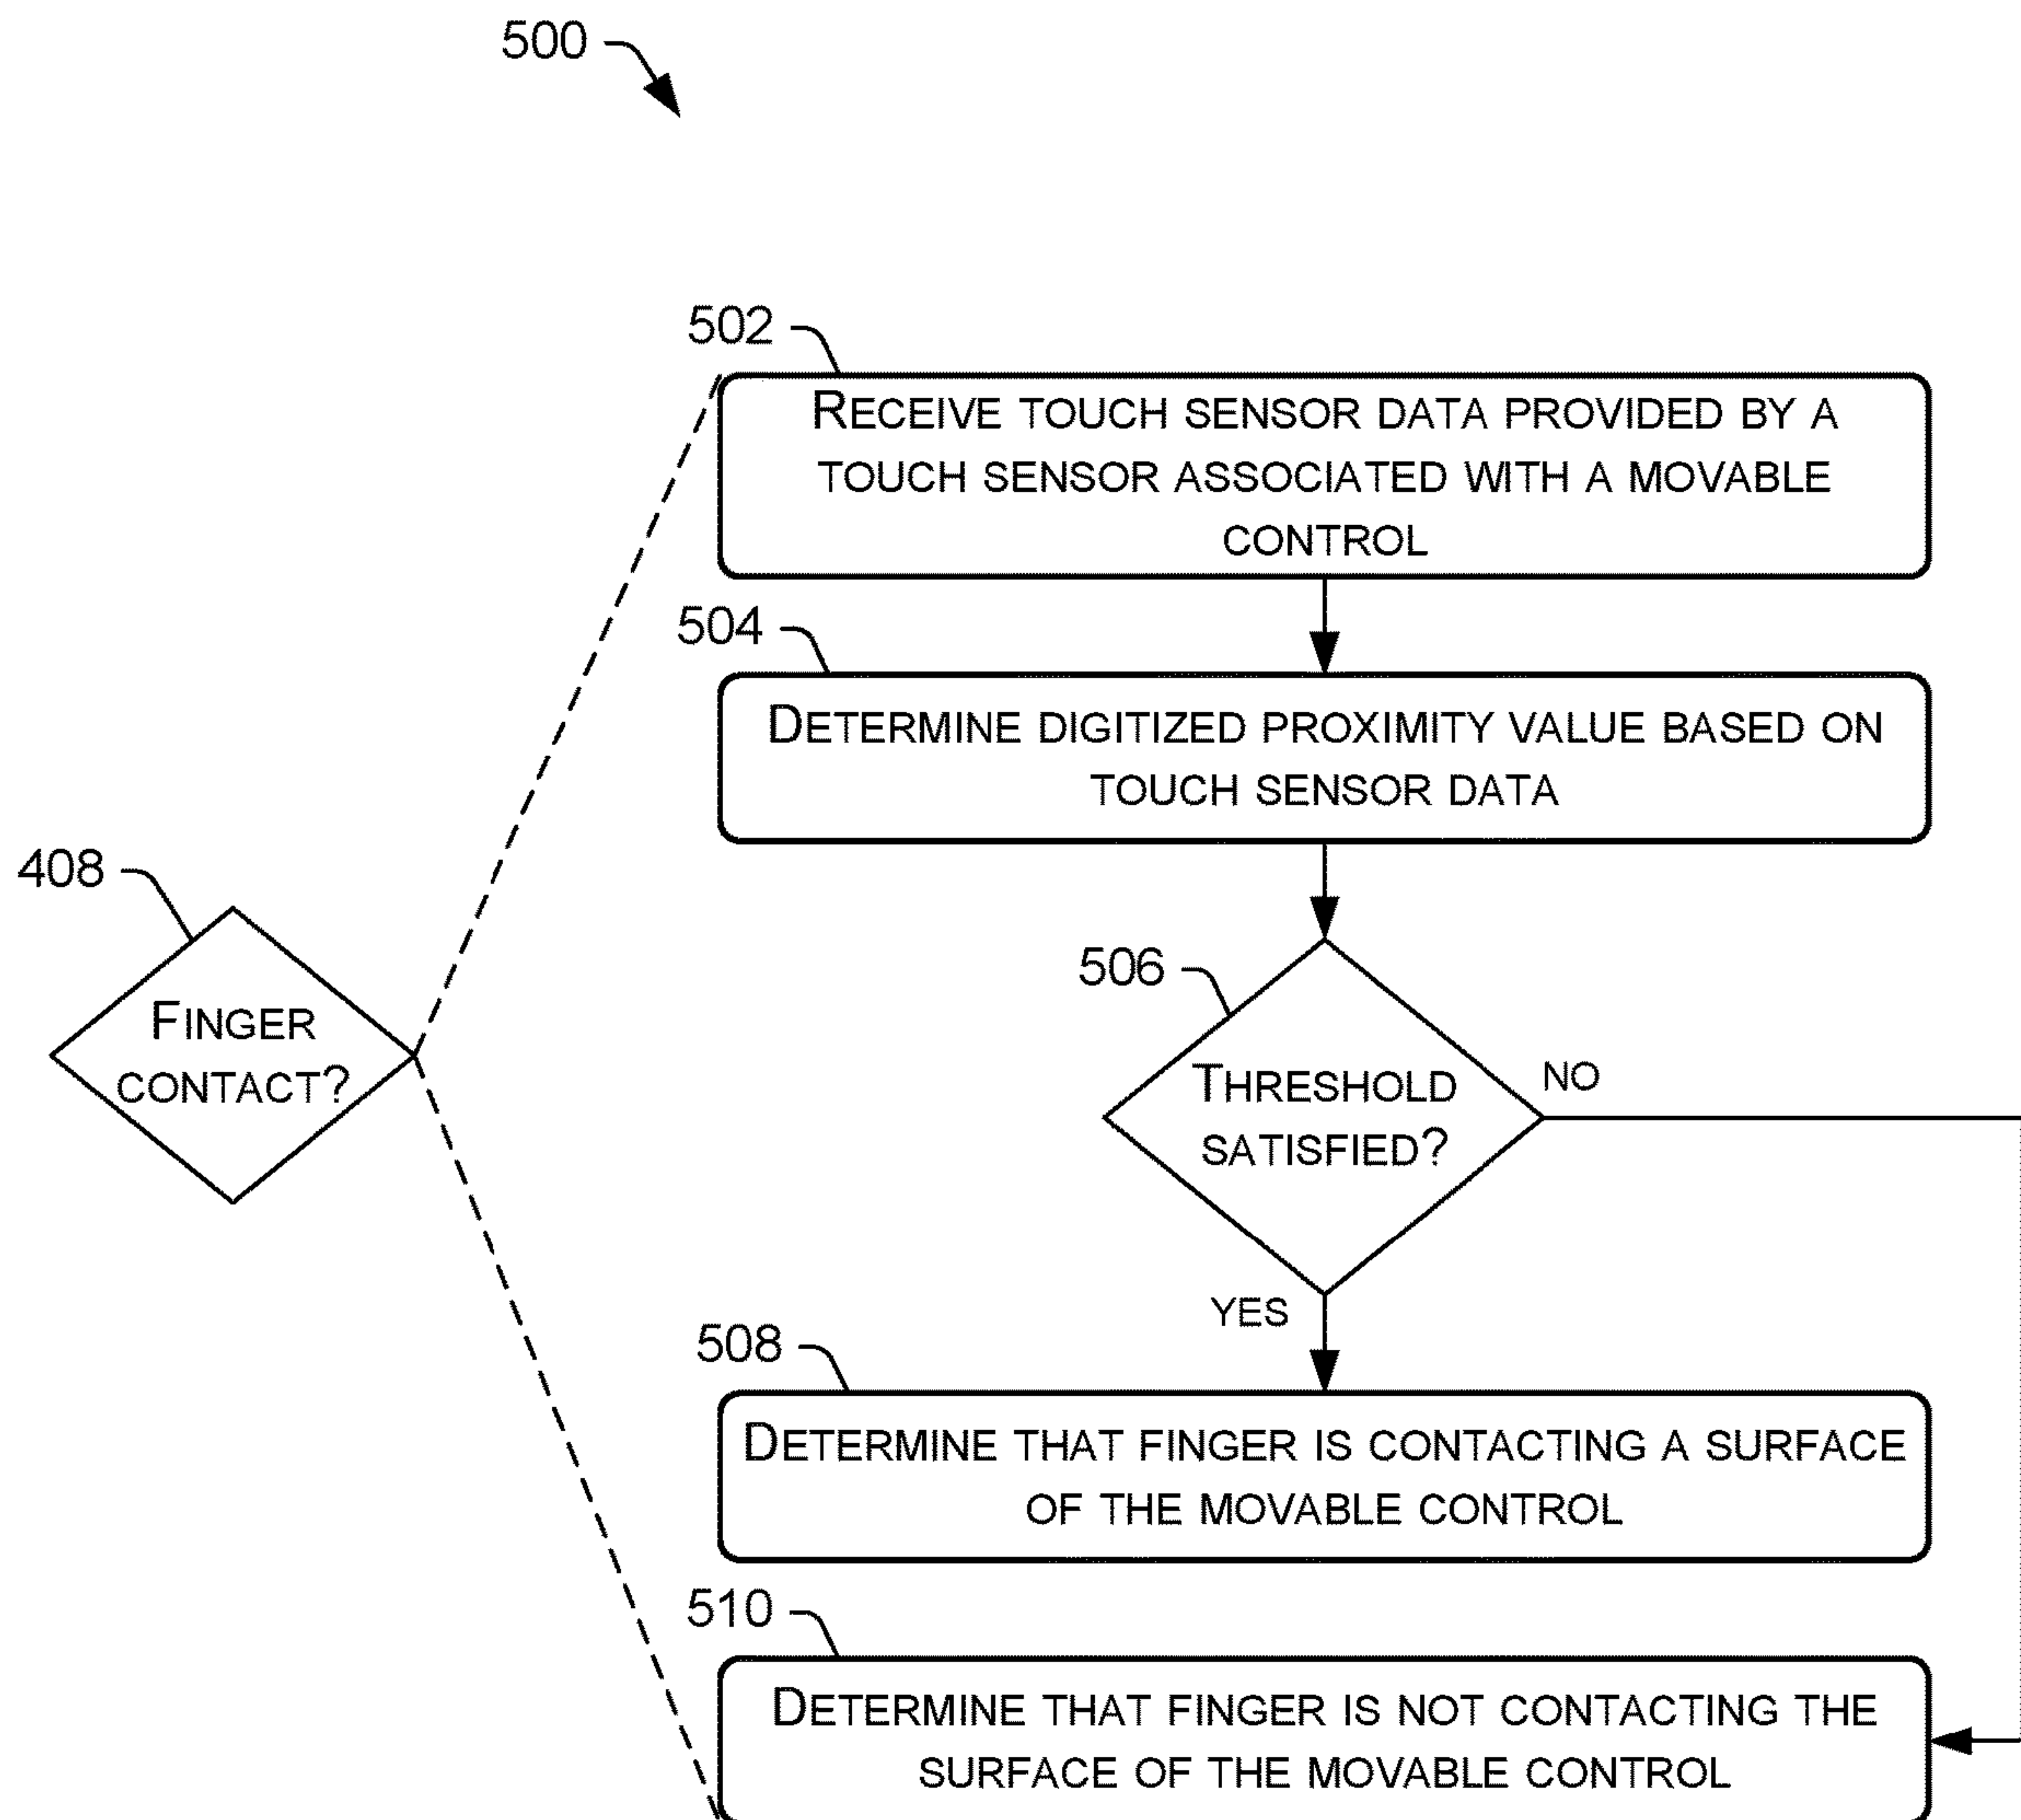 500
502
RECEIVE TOUCH SENSOR DATA PROVIDED BY A
TOUCH SENSOR ASSOCIATED WITH A MOVABLE
CONTROL
504
DETERMINE DIGITIZED PROXIMITY VALUE BASED ON
TOUCH SENSOR DATA
408
FINGER
CONTACT?
506
THRESHOLD
SATISFIED?
NO
YES
508
DETERMINE THAT FINGER IS CONTACTING A SURFACE
OF THE MOVABLE CONTROL
510
DETERMINE THAT FINGER IS NOT CONTACTING THE
SURFACE OF THE MOVABLE CONTROL